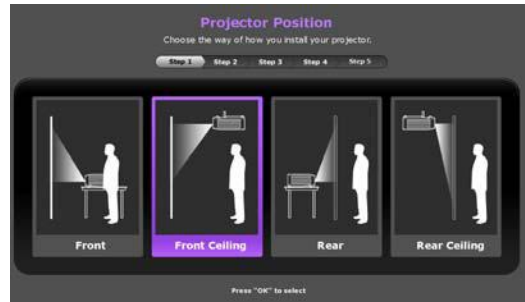 Projector Position
Choose the way of how you install your projector.
Step 1 Step 2 Step 3 Step 4 Step 5
Front Front Ceiling Rear Rear Ceiling
Press "OK" to select